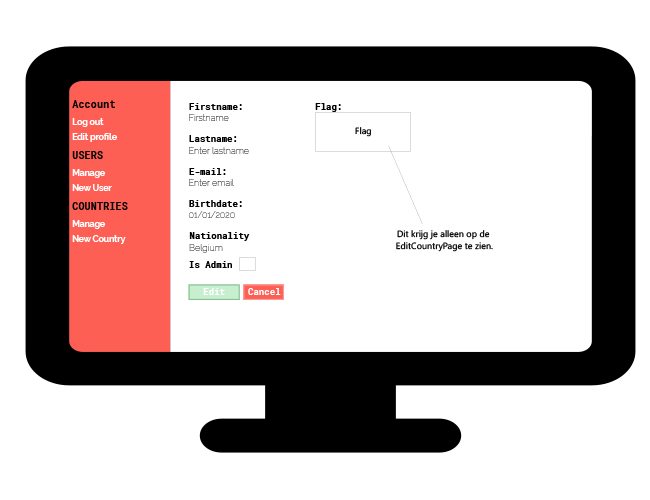 Account
Log out
Edit profile
USERS
Manage
New User
COUNTRIES
Manage
New Country
Firstname:
Firstname
Lastname:
Enter lastname
E-mail:
Enter email
Birthdate:
01/01/2020
Nationality
Belgium
Is Admin
Edit
Cancel
Flag:
Flag
Dit krijg je alleen op de
EditCountryPage te zien.